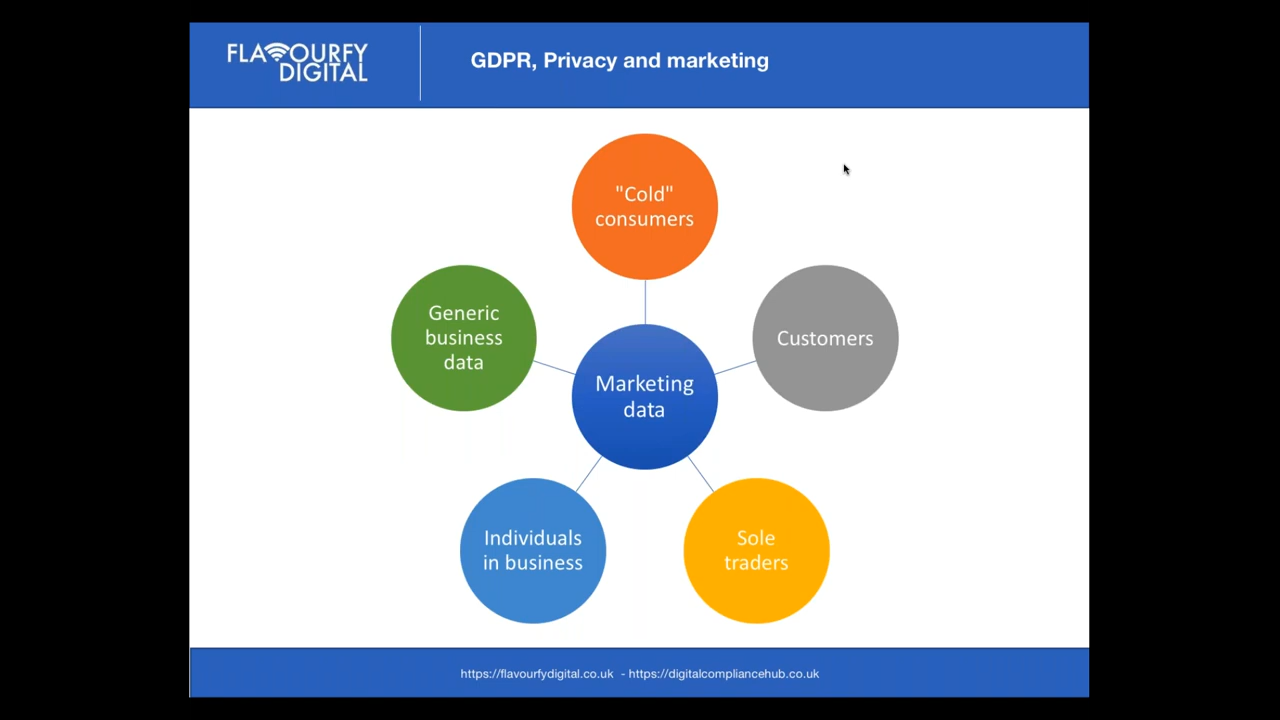 FLAVOURFY
DIGITAL
GDPR, Privacy and marketing
"Cold"
consumers
Generic
business
data
Customers
Marketing
data
Individuals
in business
Sole
traders
https://flavourfydigital.co.uk - https://digitalcompliancehub.co.uk